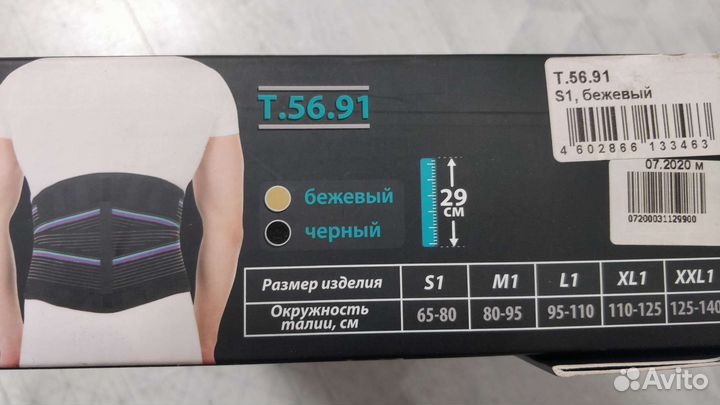 T.56.91
бежевый
черный
29
см
Размер изделия S1 M1 L1 XL1 XXL1
Окружность талии, см 65-80 80-95 95-110 110-125 125-140
T.56.91
S1, бежевый
4 602866 133463
07.2020 м
07200031129900
Avito